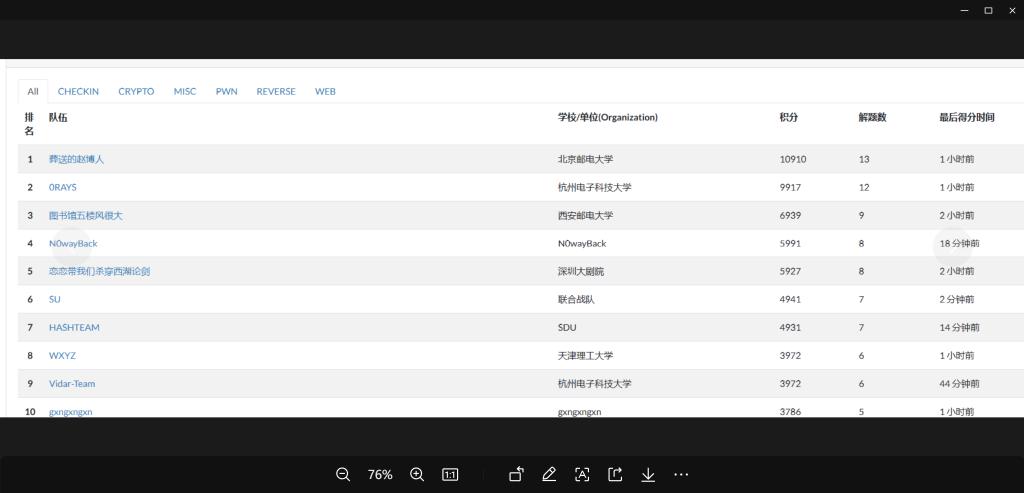 All CHECKIN CRYPTO MISC PWN REVERSE WEB
排名 队伍 学校/单位(Organization) 积分 解题数 最后得分时间
1 葬送的赵博人 北京邮电大学 10910 13 1 小时前
2 0RAYS 杭州电子科技大学 9917 12 1 小时前
3 图书馆五楼风很大 西安邮电大学 6939 9 2 小时前
4 N0wayBack N0wayBack 5991 8 18 分钟前
5 恋恋带我们杀穿西湖论剑 深圳大剧院 5927 8 2 小时前
6 SU 联合战队 4941 7 2 分钟前
7 HASHTEAM SDU 4931 7 14 分钟前
8 WXYZ 天津理工大学 3972 6 1 小时前
9 Vidar-Team 杭州电子科技大学 3972 6 44 分钟前
10 gxngxngxn gxngxngxn 3786 5 1 小时前
76% 1:1